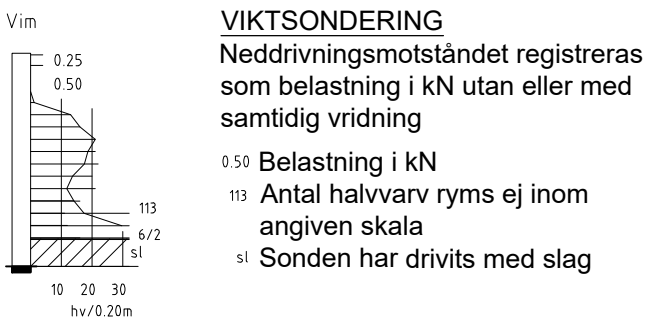 Vim
0.25
0.50
113
6/2
sl
10 20 30
hv/0.20m
VIKTSONDERING
Neddrivningsmotståndet registreras
som belastning i kN utan eller med
samtidig vridning
0.50 Belastning i kN
113 Antal halvvarv ryms ej inom
angiven skala
sl Sonden har drivits med slag